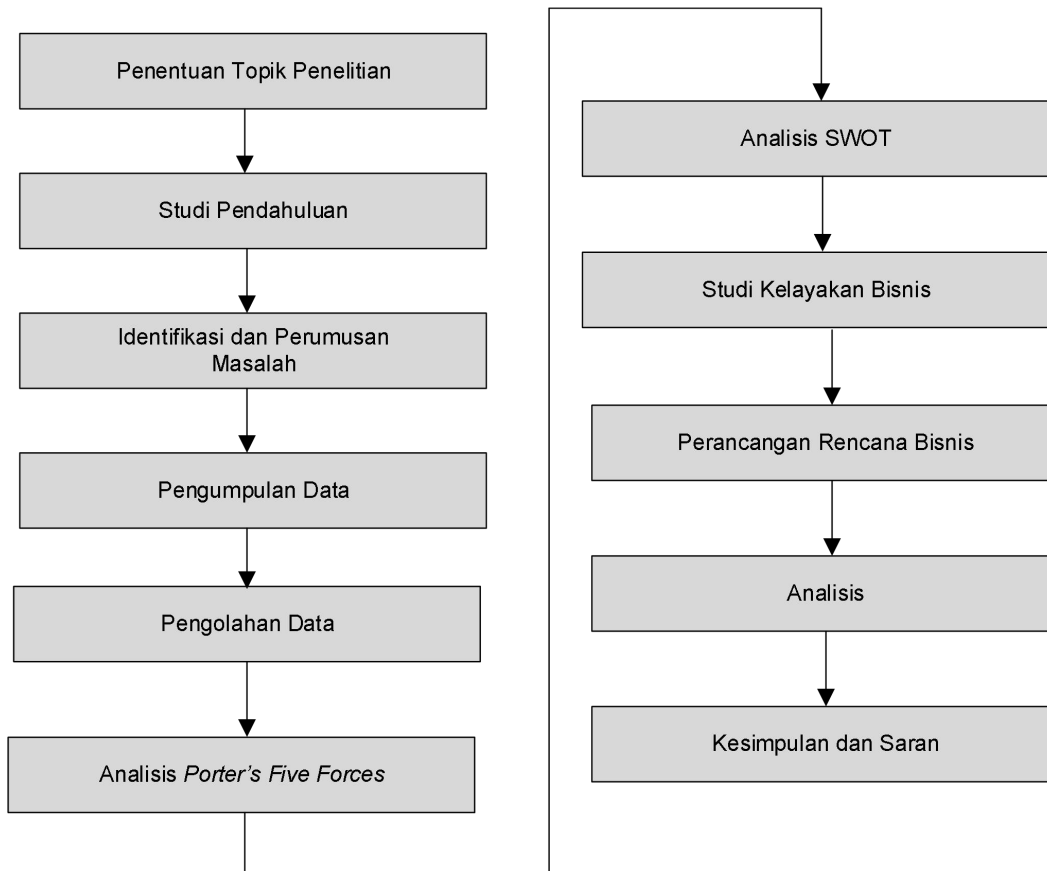 Penentuan Topik Penelitian
Studi Pendahuluan
Identifikasi dan Perumusan
Masalah
Pengumpulan Data
Pengolahan Data
Analisis Porter's Five Forces
Analisis SWOT
Studi Kelayakan Bisnis
Perancangan Rencana Bisnis
Analisis
Kesimpulan dan Saran